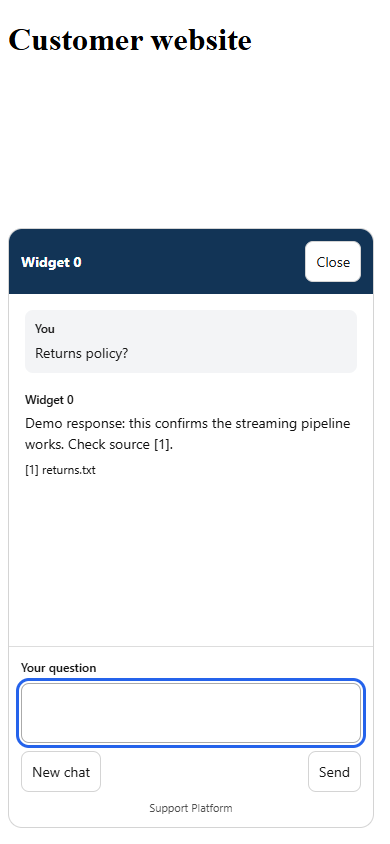 Customer website
Widget 0
Close
You
Returns policy?
Widget 0
Demo response: this confirms the streaming pipeline
works. Check source [1].
[1] returns.txt
Your question
New chat
Send
Support Platform